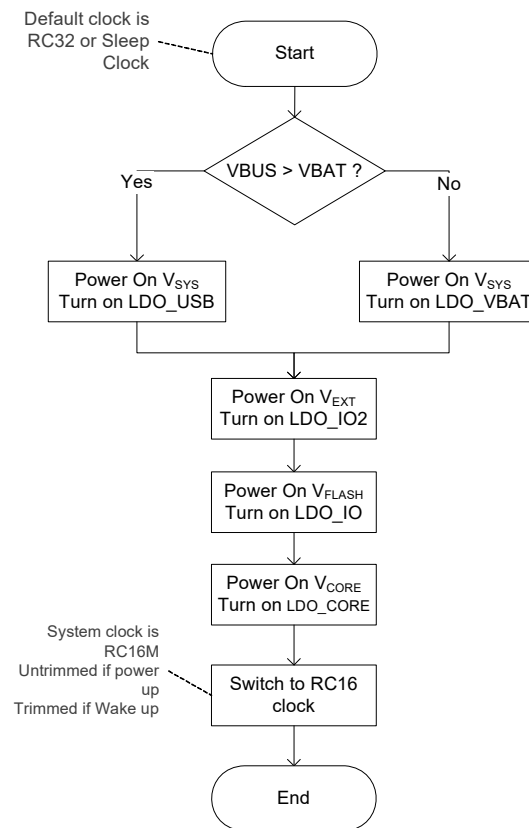 Default clock is
RC32 or Sleep
Clock
Start
VBUS > VBAT ?
Yes
No
Power On VSYS
Turn on LDO_USB
Power On VSYS
Turn on LDO_VBAT
Power On VEXT
Turn on LDO_IO2
Power On VFLASH
Turn on LDO_IO
Power On VCORE
Turn on LDO_CORE
System clock is
RC16M
Untrimmed if power
up
Trimmed if Wake up
Switch to RC16
clock
End